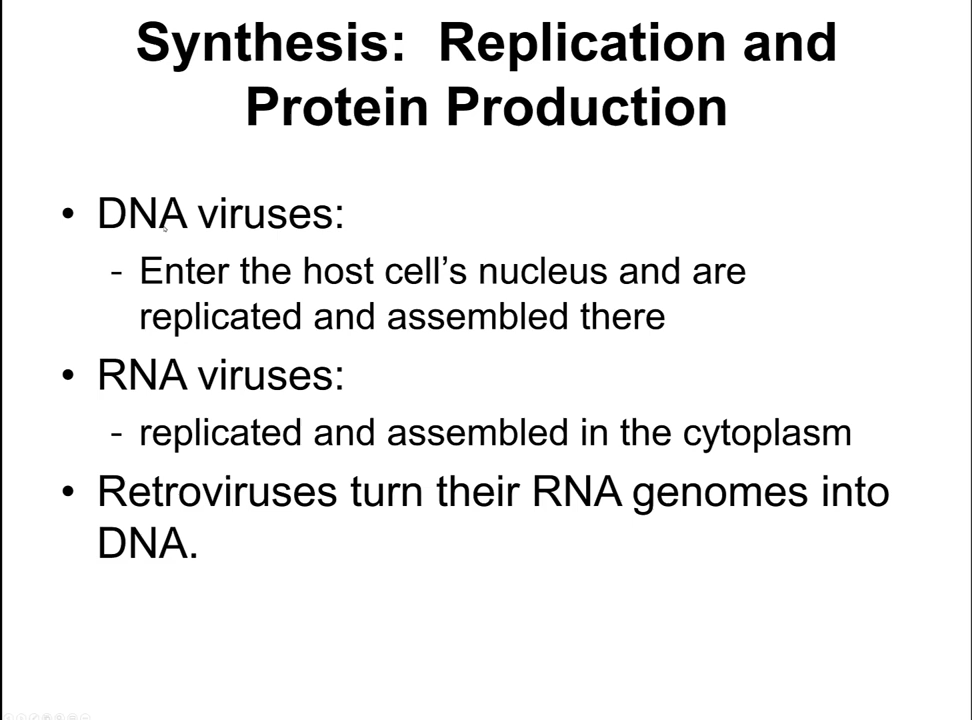 Synthesis:  Replication and
Protein Production
• DNA viruses:
- Enter the host cell’s nucleus and are
replicated and assembled there
• RNA viruses:
- replicated and assembled in the cytoplasm
• Retroviruses turn their RNA genomes into
DNA.